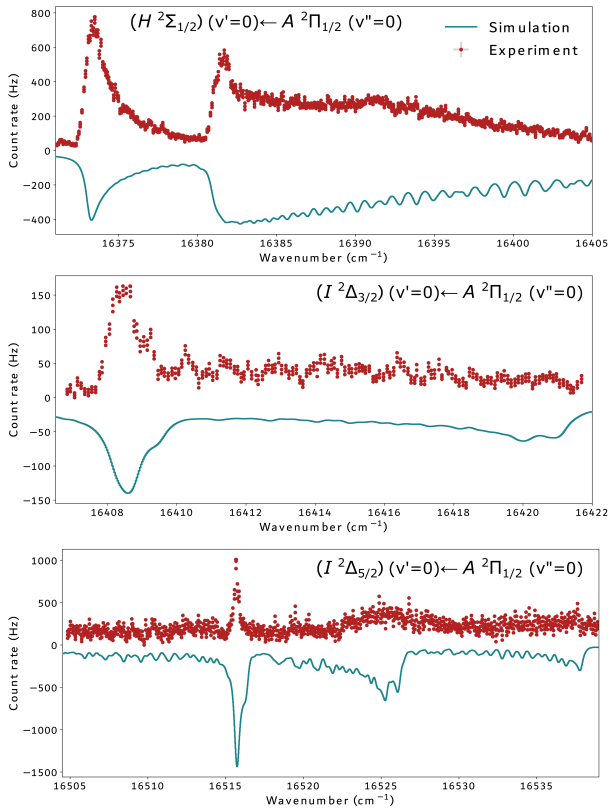 (H ²Σ₁/₂) (v'=0)← A ²Π₁/₂ (v"=0)
Simulation
Experiment
800
600
400
200
0
−200
−400
Count rate (Hz)
16375 16380 16385 16390 16395 16400 16405
Wavenumber (cm⁻¹)
(I ²Δ₃/₂) (v'=0)← A ²Π₁/₂ (v"=0)
150
100
50
0
−50
−100
−150
Count rate (Hz)
16408 16410 16412 16414 16416 16418 16420 16422
Wavenumber (cm⁻¹)
(I ²Δ₅/₂) (v'=0)← A ²Π₁/₂ (v"=0)
1000
500
0
−500
−1000
−1500
Count rate (Hz)
16505 16510 16515 16520 16525 16530 16535
Wavenumber (cm⁻¹)